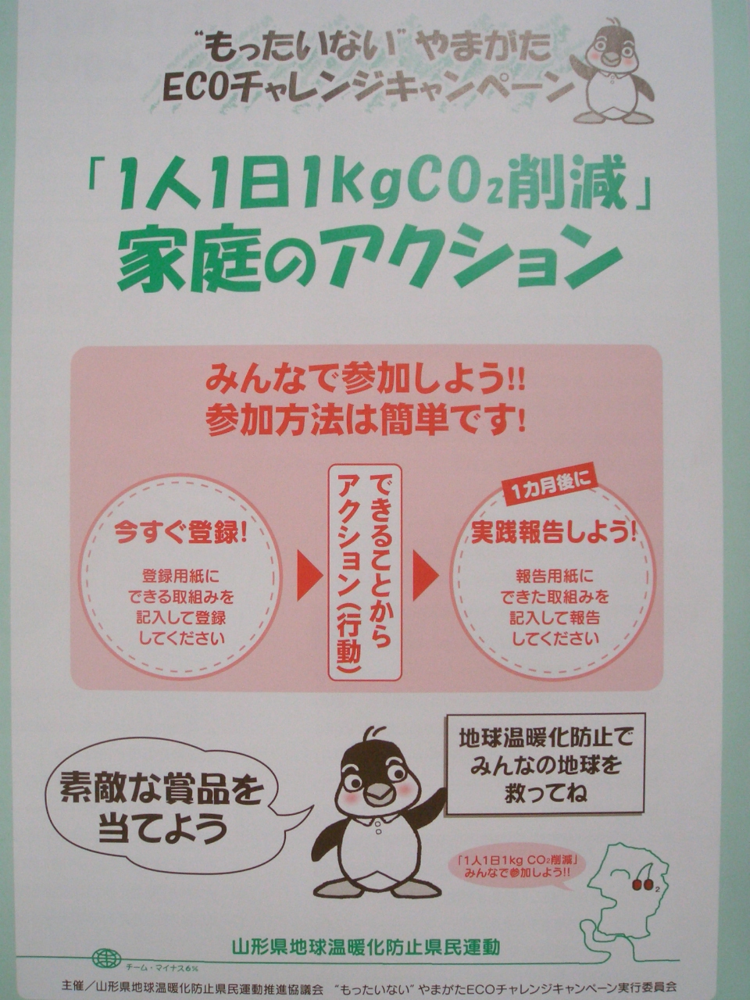 “もったいない”やまがた
ECOチャレンジキャンペーン
「1人1日1kgCO₂削減」
家庭のアクション
みんなで参加しよう!!
参加方法は簡単です!
今すぐ登録!
登録用紙に
できる取組みを
記入して登録
してください
できることから
アクション(行動)
1カ月後に
実践報告しよう!
報告用紙に
できた取組みを
記入して報告
してください
素敵な賞品を
当てよう
地球温暖化防止で
みんなの地球を
救ってね
「1人1日1kg CO₂削減」
みんなで参加しよう!!
2
山形県地球温暖化防止県民運動
チーム・マイナス6%
主催/山形県地球温暖化防止県民運動推進協議会 “もったいない”やまがたECOチャレンジキャンペーン実行委員会